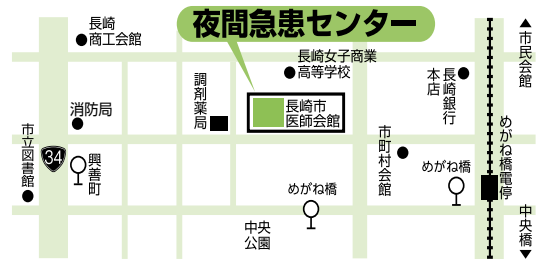 夜間急患センター
長崎
商工会館
長崎女子商業
高等学校
本店
長崎銀行
▲市民会館
調剤薬局
長崎市
医師会館
消防局
市立図書館
34
興善町
市町村会館
めがね橋
めがね橋電停
めがね橋
中央
公園
中央橋▼